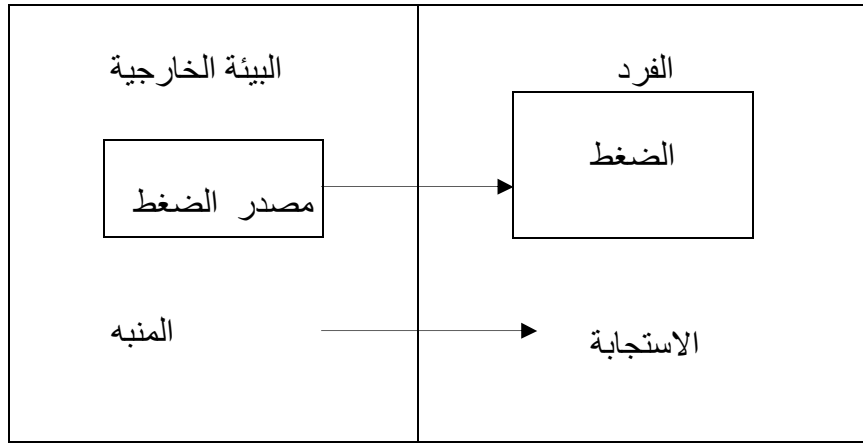 الفرد
البيئة الخارجية
الضغط
مصدر الضغط
الاستجابة
المنبه